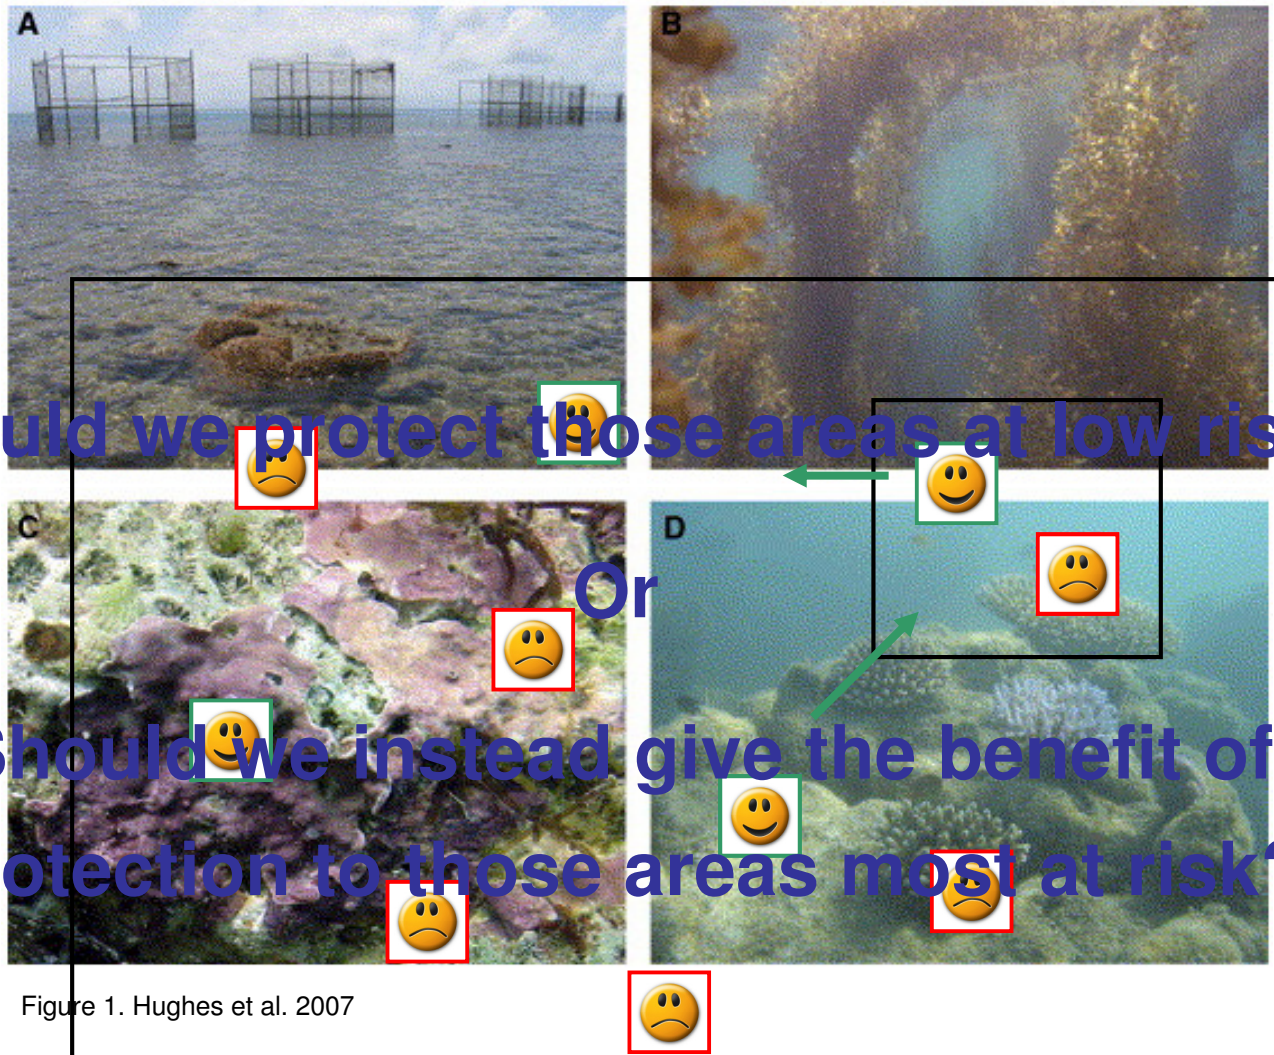 A
B
uld we protect those areas at low ris
C
D
Or
Should we instead give the benefit of
otection to those areas most at risk?
Figure 1. Hughes et al. 2007